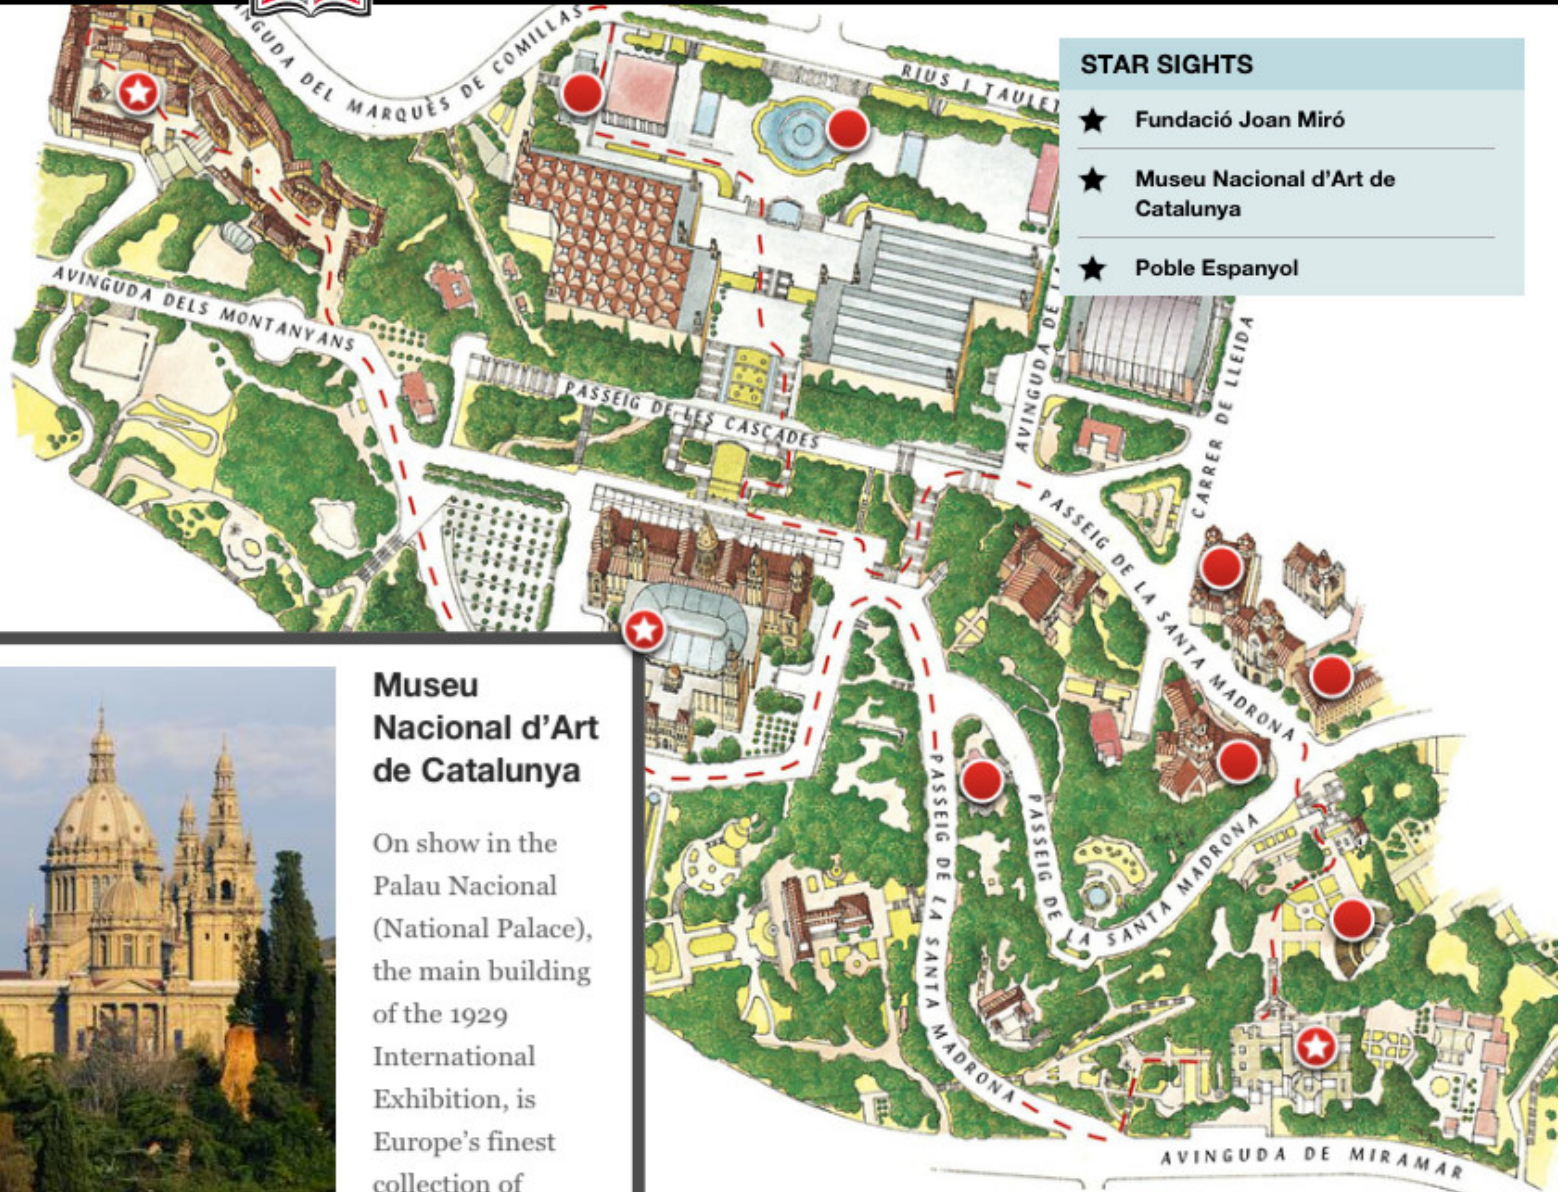 AVINGUDA DEL MARQUÈS DE COMILLAS
RIUS I TAULET
STAR SIGHTS
Fundació Joan Miró
Museu Nacional d'Art de
Catalunya
Poble Espanyol
AVINGUDA DELS MONTANYANS
PASSEIG DE LES CASCADES
AVINGUDA DE L
CARRER DE LLEIDA
PASSEIG DE LA SANTA MADRONA
PASSEIG DE LA SANTA MADRONA
PASSEIG DE LA SANTA MADRONA
AVINGUDA DE MIRAMAR
Museu
Nacional d'Art
de Catalunya
On show in the
Palau Nacional
(National Palace),
the main building
of the 1929
International
Exhibition, is
Europe's finest
collection of